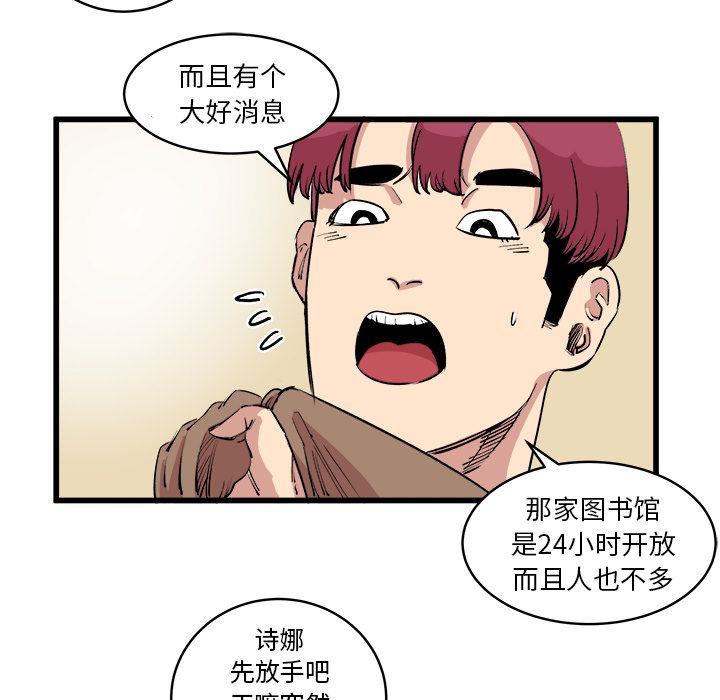 而且有个
大好消息
那家图书馆
是24小时开放
而且人也不多
诗娜
先放手吧